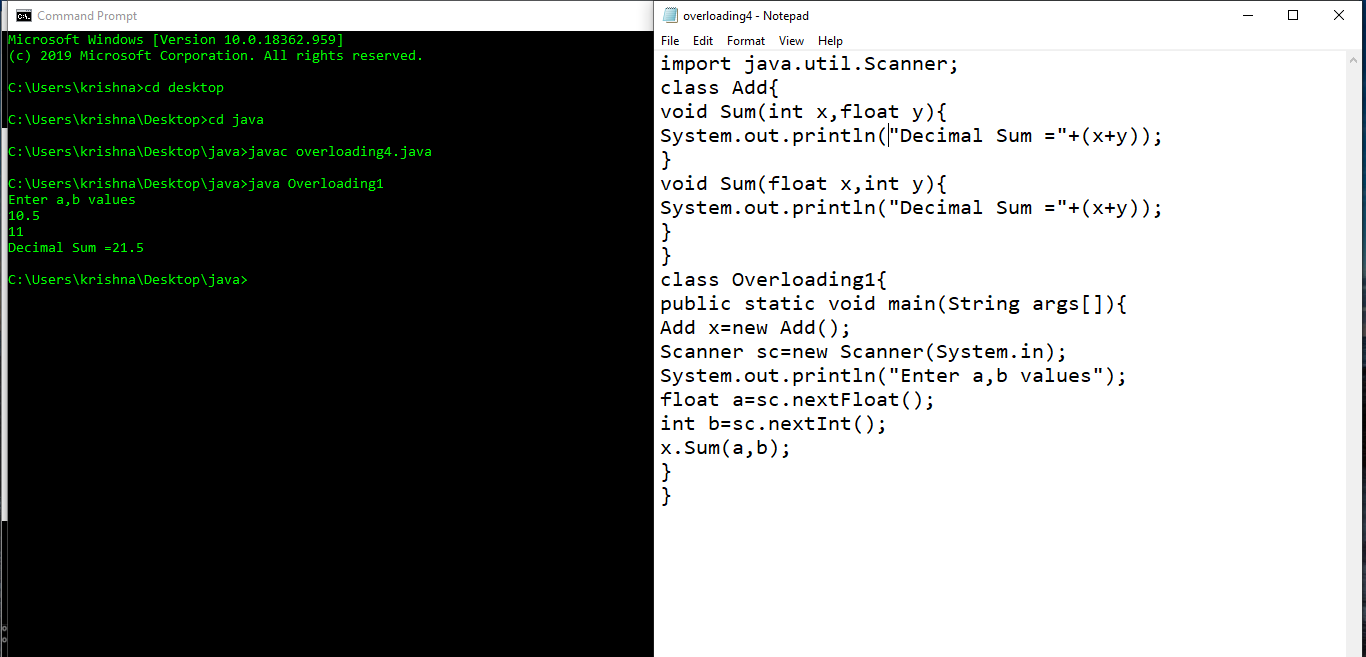 Command Prompt
Microsoft Windows [Version 10.0.18362.959]
(c) 2019 Microsoft Corporation. All rights reserved.
C:\Users\krishna>cd desktop
C:\Users\krishna\Desktop>cd java
C:\Users\krishna\Desktop\java>javac overloading4.java
C:\Users\krishna\Desktop\java>java Overloading1
Enter a,b values
10.5
11
Decimal Sum =21.5
C:\Users\krishna\Desktop\java>
overloading4 - Notepad
File Edit Format View Help
import java.util.Scanner;
class Add{
void Sum(int x,float y){
System.out.println("Decimal Sum ="+(x+y));
}
void Sum(float x,int y){
System.out.println("Decimal Sum ="+(x+y));
}
}
class Overloading1{
public static void main(String args[]){
Add x=new Add();
Scanner sc=new Scanner(System.in);
System.out.println("Enter a,b values");
float a=sc.nextFloat();
int b=sc.nextInt();
x.Sum(a,b);
}
}